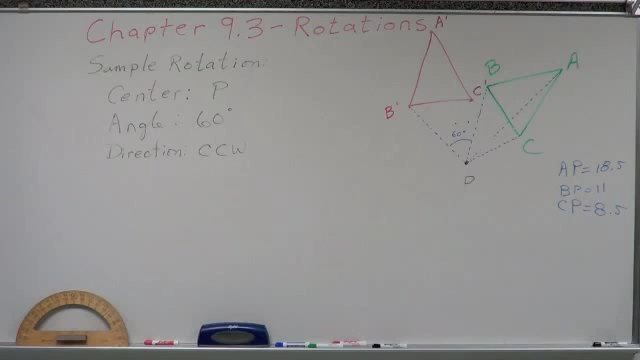 Chapter 9.3 - Rotations
Sample Rotation:
Center: P
Angle: 60°
Direction: CCW
A'
B'
C'
B
A
C
60°
P
AP=18.5
BP=11
CP=8.5